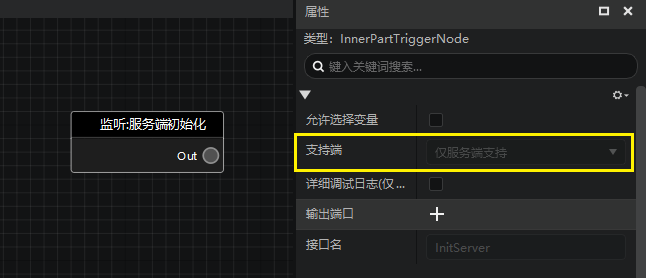 监听:服务端初始化
Out
属性
类型：InnerPartTriggerNode
键入关键词搜索...
允许选择变量
支持端
仅服务端支持
详细调试日志(仅 ...
输出端口
接口名
InitServer